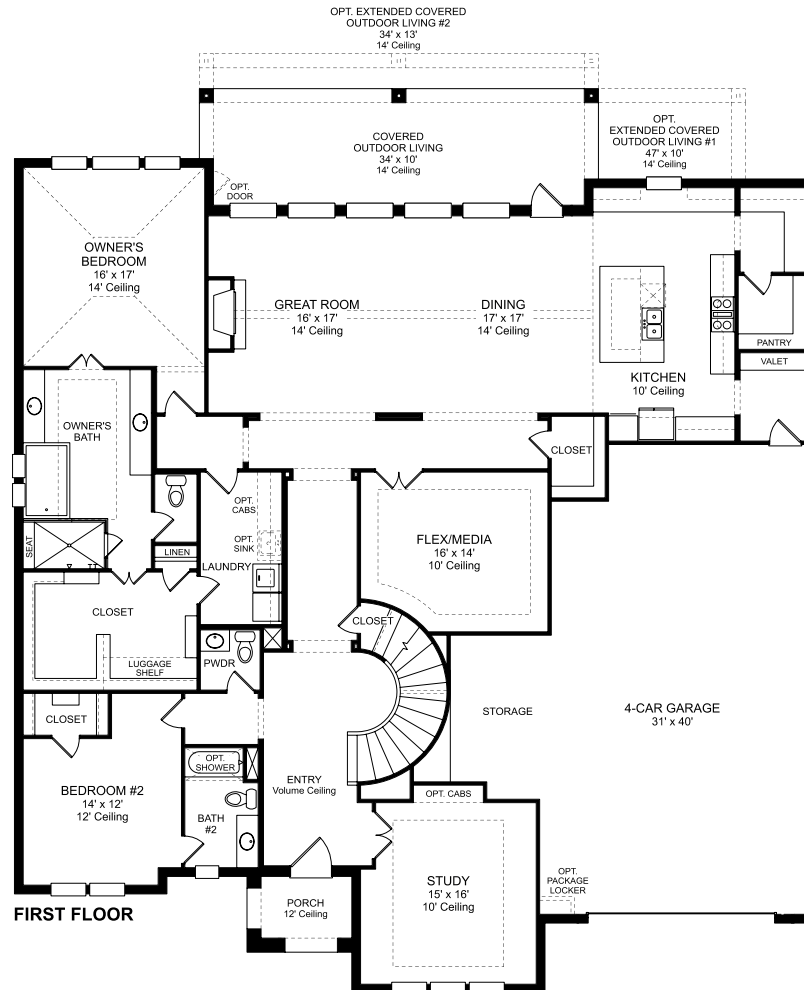 OPT. EXTENDED COVERED
OUTDOOR LIVING #2
34' x 13'
14' Ceiling
COVERED
OUTDOOR LIVING
34' x 10'
14' Ceiling
OPT.
EXTENDED COVERED
OUTDOOR LIVING #1
47' x 10'
14' Ceiling
OPT.
DOOR
OWNER'S
BEDROOM
16' x 17'
14' Ceiling
GREAT ROOM
16' x 17'
14' Ceiling
DINING
17' x 17'
14' Ceiling
KITCHEN
10' Ceiling
PANTRY
VALET
OWNER'S
BATH
CLOSET
OPT.
CABS
OPT.
SINK
LAUNDRY
FLEX/MEDIA
16' x 14'
10' Ceiling
SEAT
LINEN
CLOSET
LUGGAGE
SHELF
CLOSET
PWDR
STORAGE
4-CAR GARAGE
31' x 40'
CLOSET
OPT.
SHOWER
BEDROOM #2
14' x 12'
12' Ceiling
BATH
#2
ENTRY
Volume Ceiling
OPT. CABS
STUDY
15' x 16'
10' Ceiling
OPT.
PACKAGE
LOCKER
PORCH
12' Ceiling
FIRST FLOOR